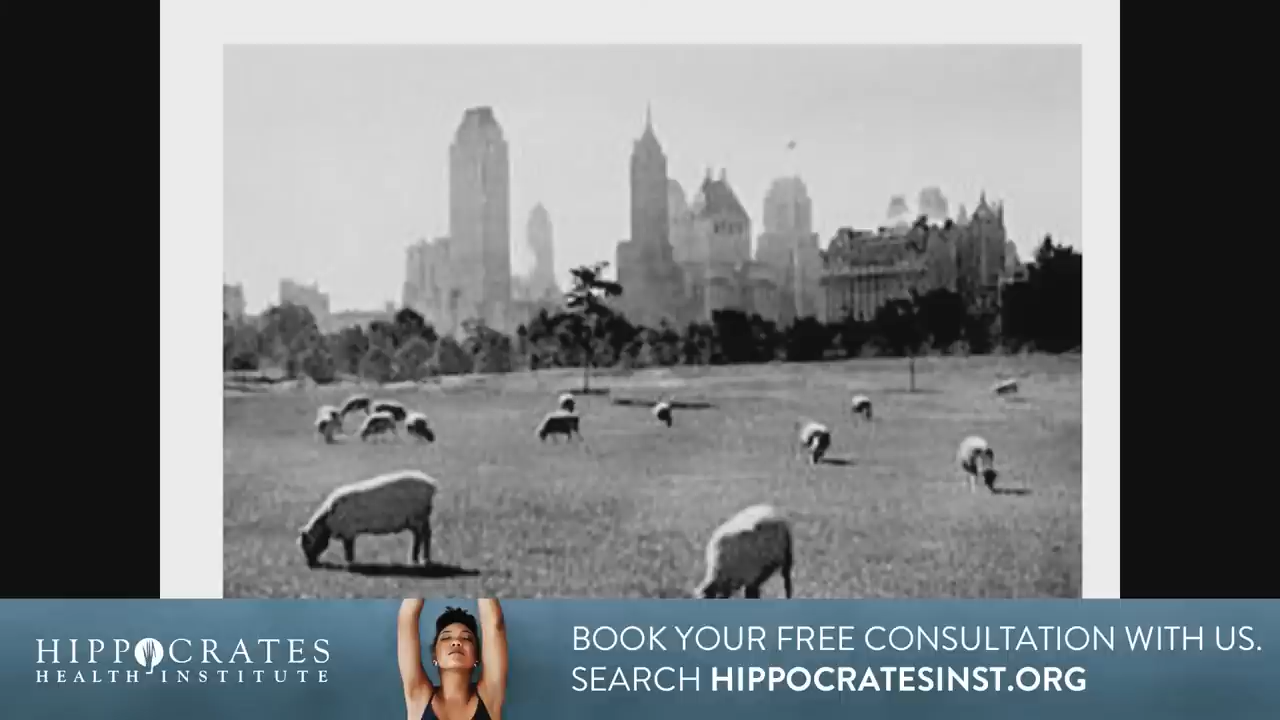 HIPPOCRATES
HEALTH INSTITUTE
BOOK YOUR FREE CONSULTATION WITH US.
SEARCH HIPPOCRATESINST.ORG